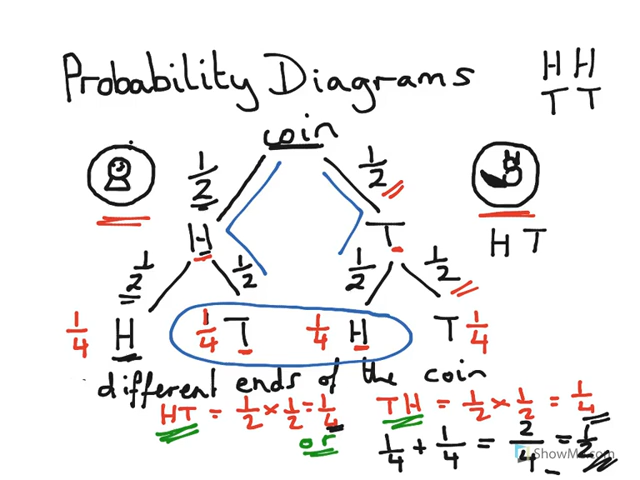 Probability Diagrams
H H
T T
coin
1/2 1/2
H T
H T
1/2 1/2 1/2 1/2
1/4 H 1/4 T 1/4 H T 1/4
different ends of the coin
HT = 1/2 × 1/2 = 1/4 TH = 1/2 × 1/2 = 1/4
or 1/4 + 1/4 = 2/4 = 1/2
ShowMe.com